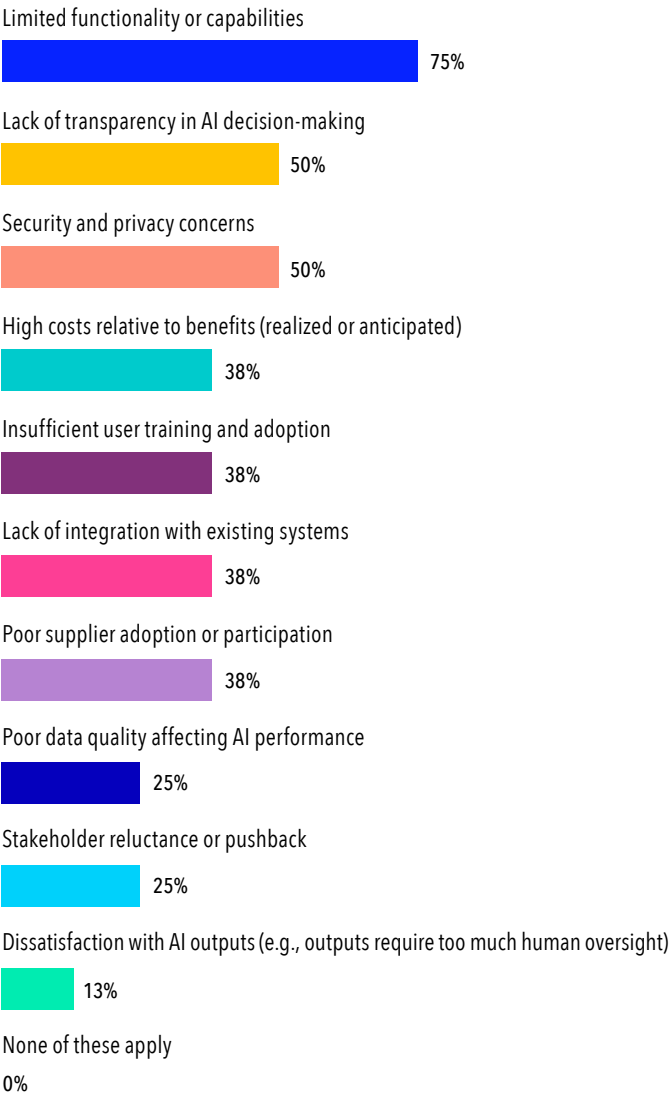 Limited functionality or capabilities
75%
Lack of transparency in AI decision-making
50%
Security and privacy concerns
50%
High costs relative to benefits (realized or anticipated)
38%
Insufficient user training and adoption
38%
Lack of integration with existing systems
38%
Poor supplier adoption or participation
38%
Poor data quality affecting AI performance
25%
Stakeholder reluctance or pushback
25%
Dissatisfaction with AI outputs (e.g., outputs require too much human oversight)
13%
None of these apply
0%